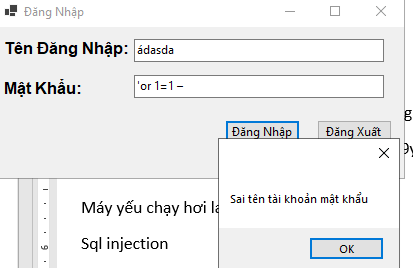 Đăng Nhập
Tên Đăng Nhập: ádasda
Mật Khẩu: 'or 1=1 –
Đăng Nhập Đăng Xuất
Sai tên tài khoản mật khẩu
OK
Máy yếu chạy hơi
Sql injection